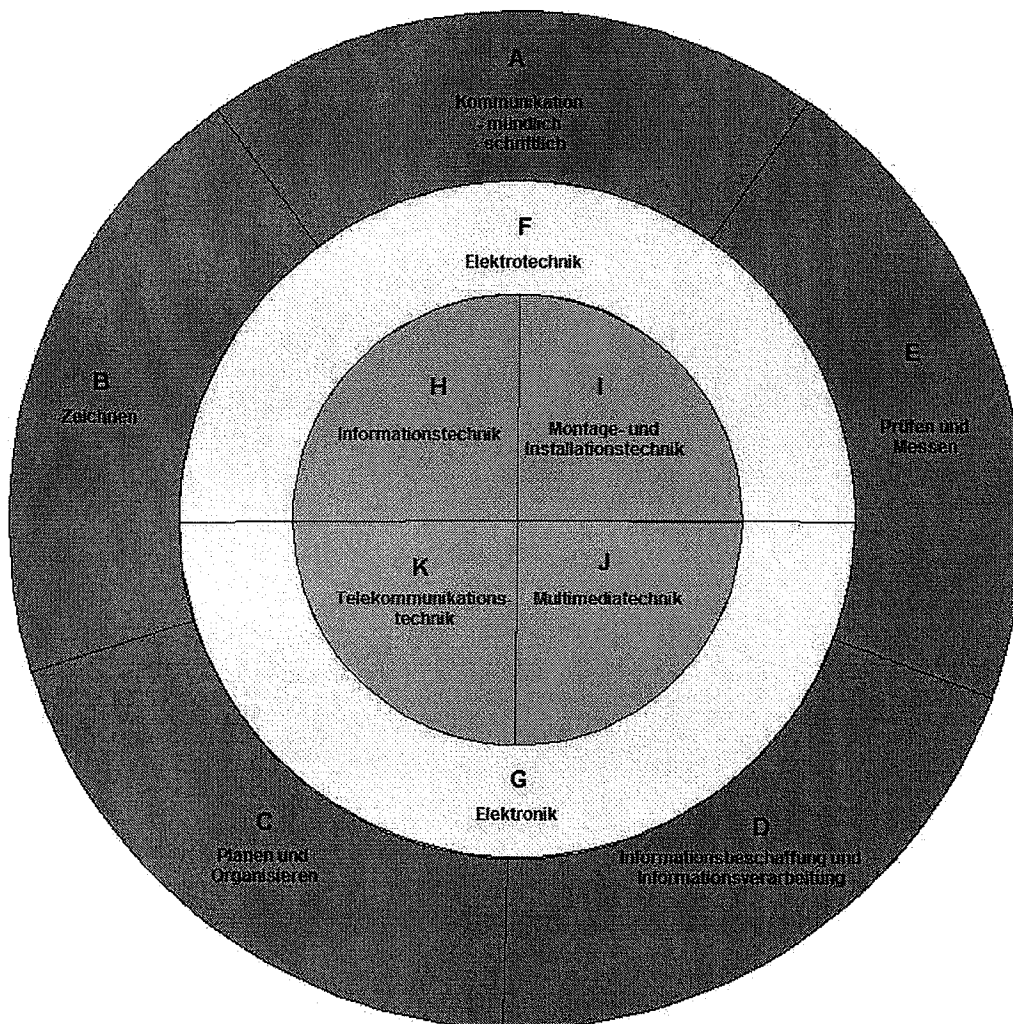 A
Kommunikation
- mündlich
- schriftlich
F
Elektrotechnik
E
Prüfen und
Messen
B
Zeichnen
H
Informationstechnik
I
Montage- und
Installationstechnik
K
Telekommunikations-
technik
J
Multimediatechnik
G
Elektronik
C
Planen und
Organisieren
D
Informationsbeschaffung und
Informationsverarbeitung